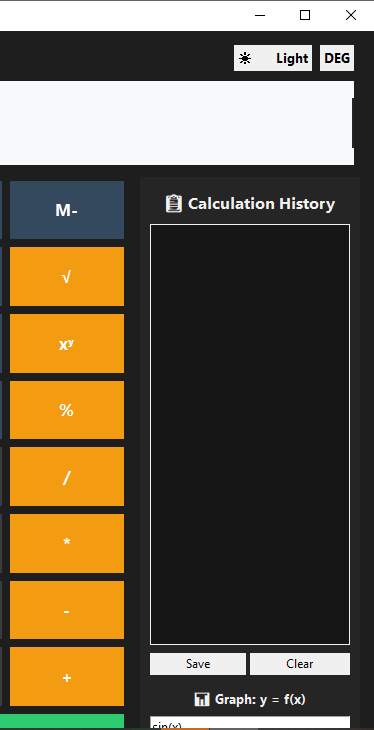 Light DEG
M-
📋 Calculation History
√
xʸ
%
/
*
-
+
Save Clear
📊 Graph: y = f(x)
sin(x)